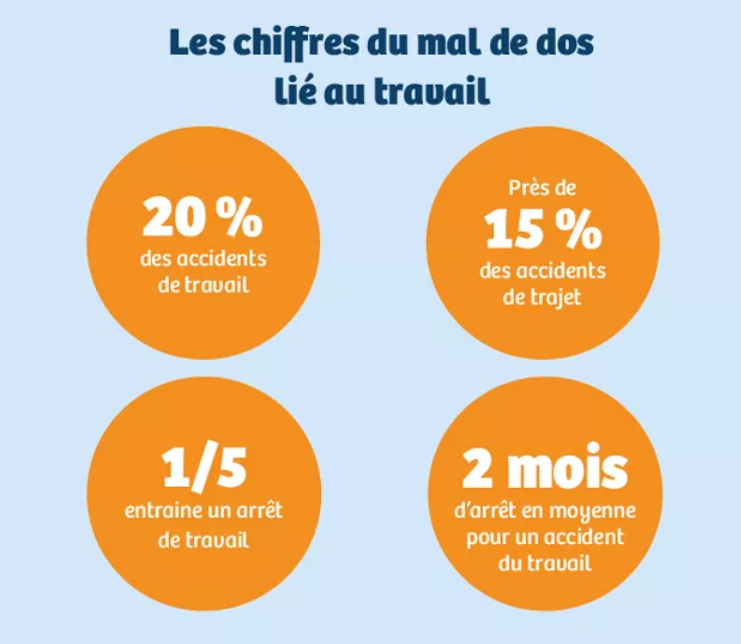 Les chiffres du mal de dos
lié au travail
20 %
des accidents
de travail
Près de
15 %
des accidents
de trajet
1/5
entraine un arrêt
de travail
2 mois
d'arrêt en moyenne
pour un accident
du travail